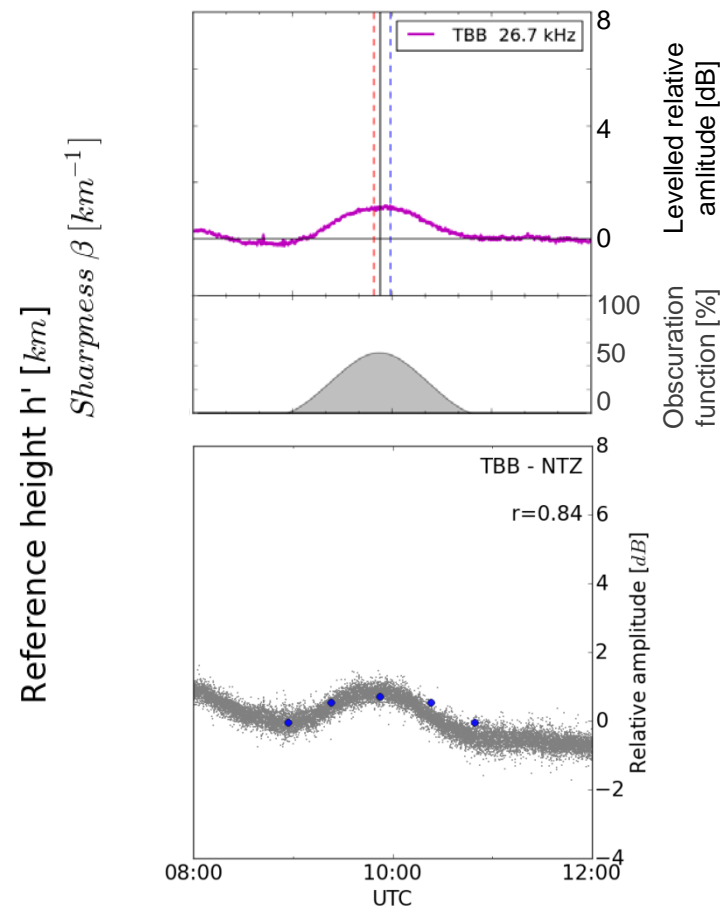 Reference height h' [km]
Sharpness β [km⁻¹]
TBB 26.7 kHz
8
4
0
Levelled relative
amlitude [dB]
100
50
0
Obscuration
function [%]
TBB - NTZ
r=0.84
8
6
4
2
0
−2
−4
Relative amplitude [dB]
08:00
10:00
12:00
UTC